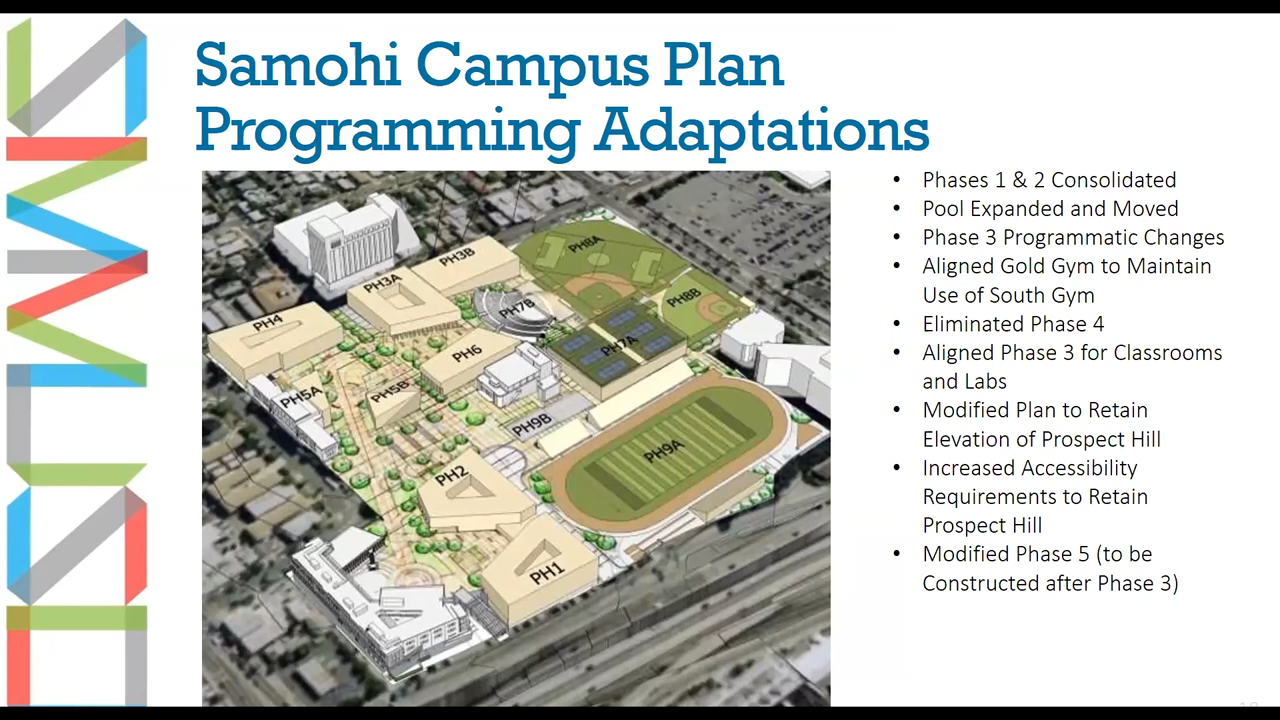 Samohi Campus Plan
Programming Adaptations
• Phases 1 & 2 Consolidated
• Pool Expanded and Moved
• Phase 3 Programmatic Changes
• Aligned Gold Gym to Maintain
Use of South Gym
• Eliminated Phase 4
• Aligned Phase 3 for Classrooms
and Labs
• Modified Plan to Retain
Elevation of Prospect Hill
• Increased Accessibility
Requirements to Retain
Prospect Hill
• Modified Phase 5 (to be
Constructed after Phase 3)
PH8A
PH3B
PH3A
PH8B
PH7B
PH4
PH7A
PH6
PH5B
PH5A
PH9B
PH9A
PH2
PH1